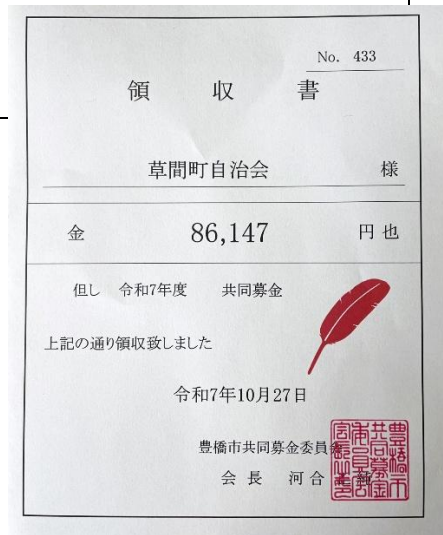 No. 433
領収書
草間町自治会 様
金 86,147 円也
但し 令和7年度 共同募金
上記の通り領収致しました
令和7年10月27日
豊橋市共同募金委員会
会長 河合